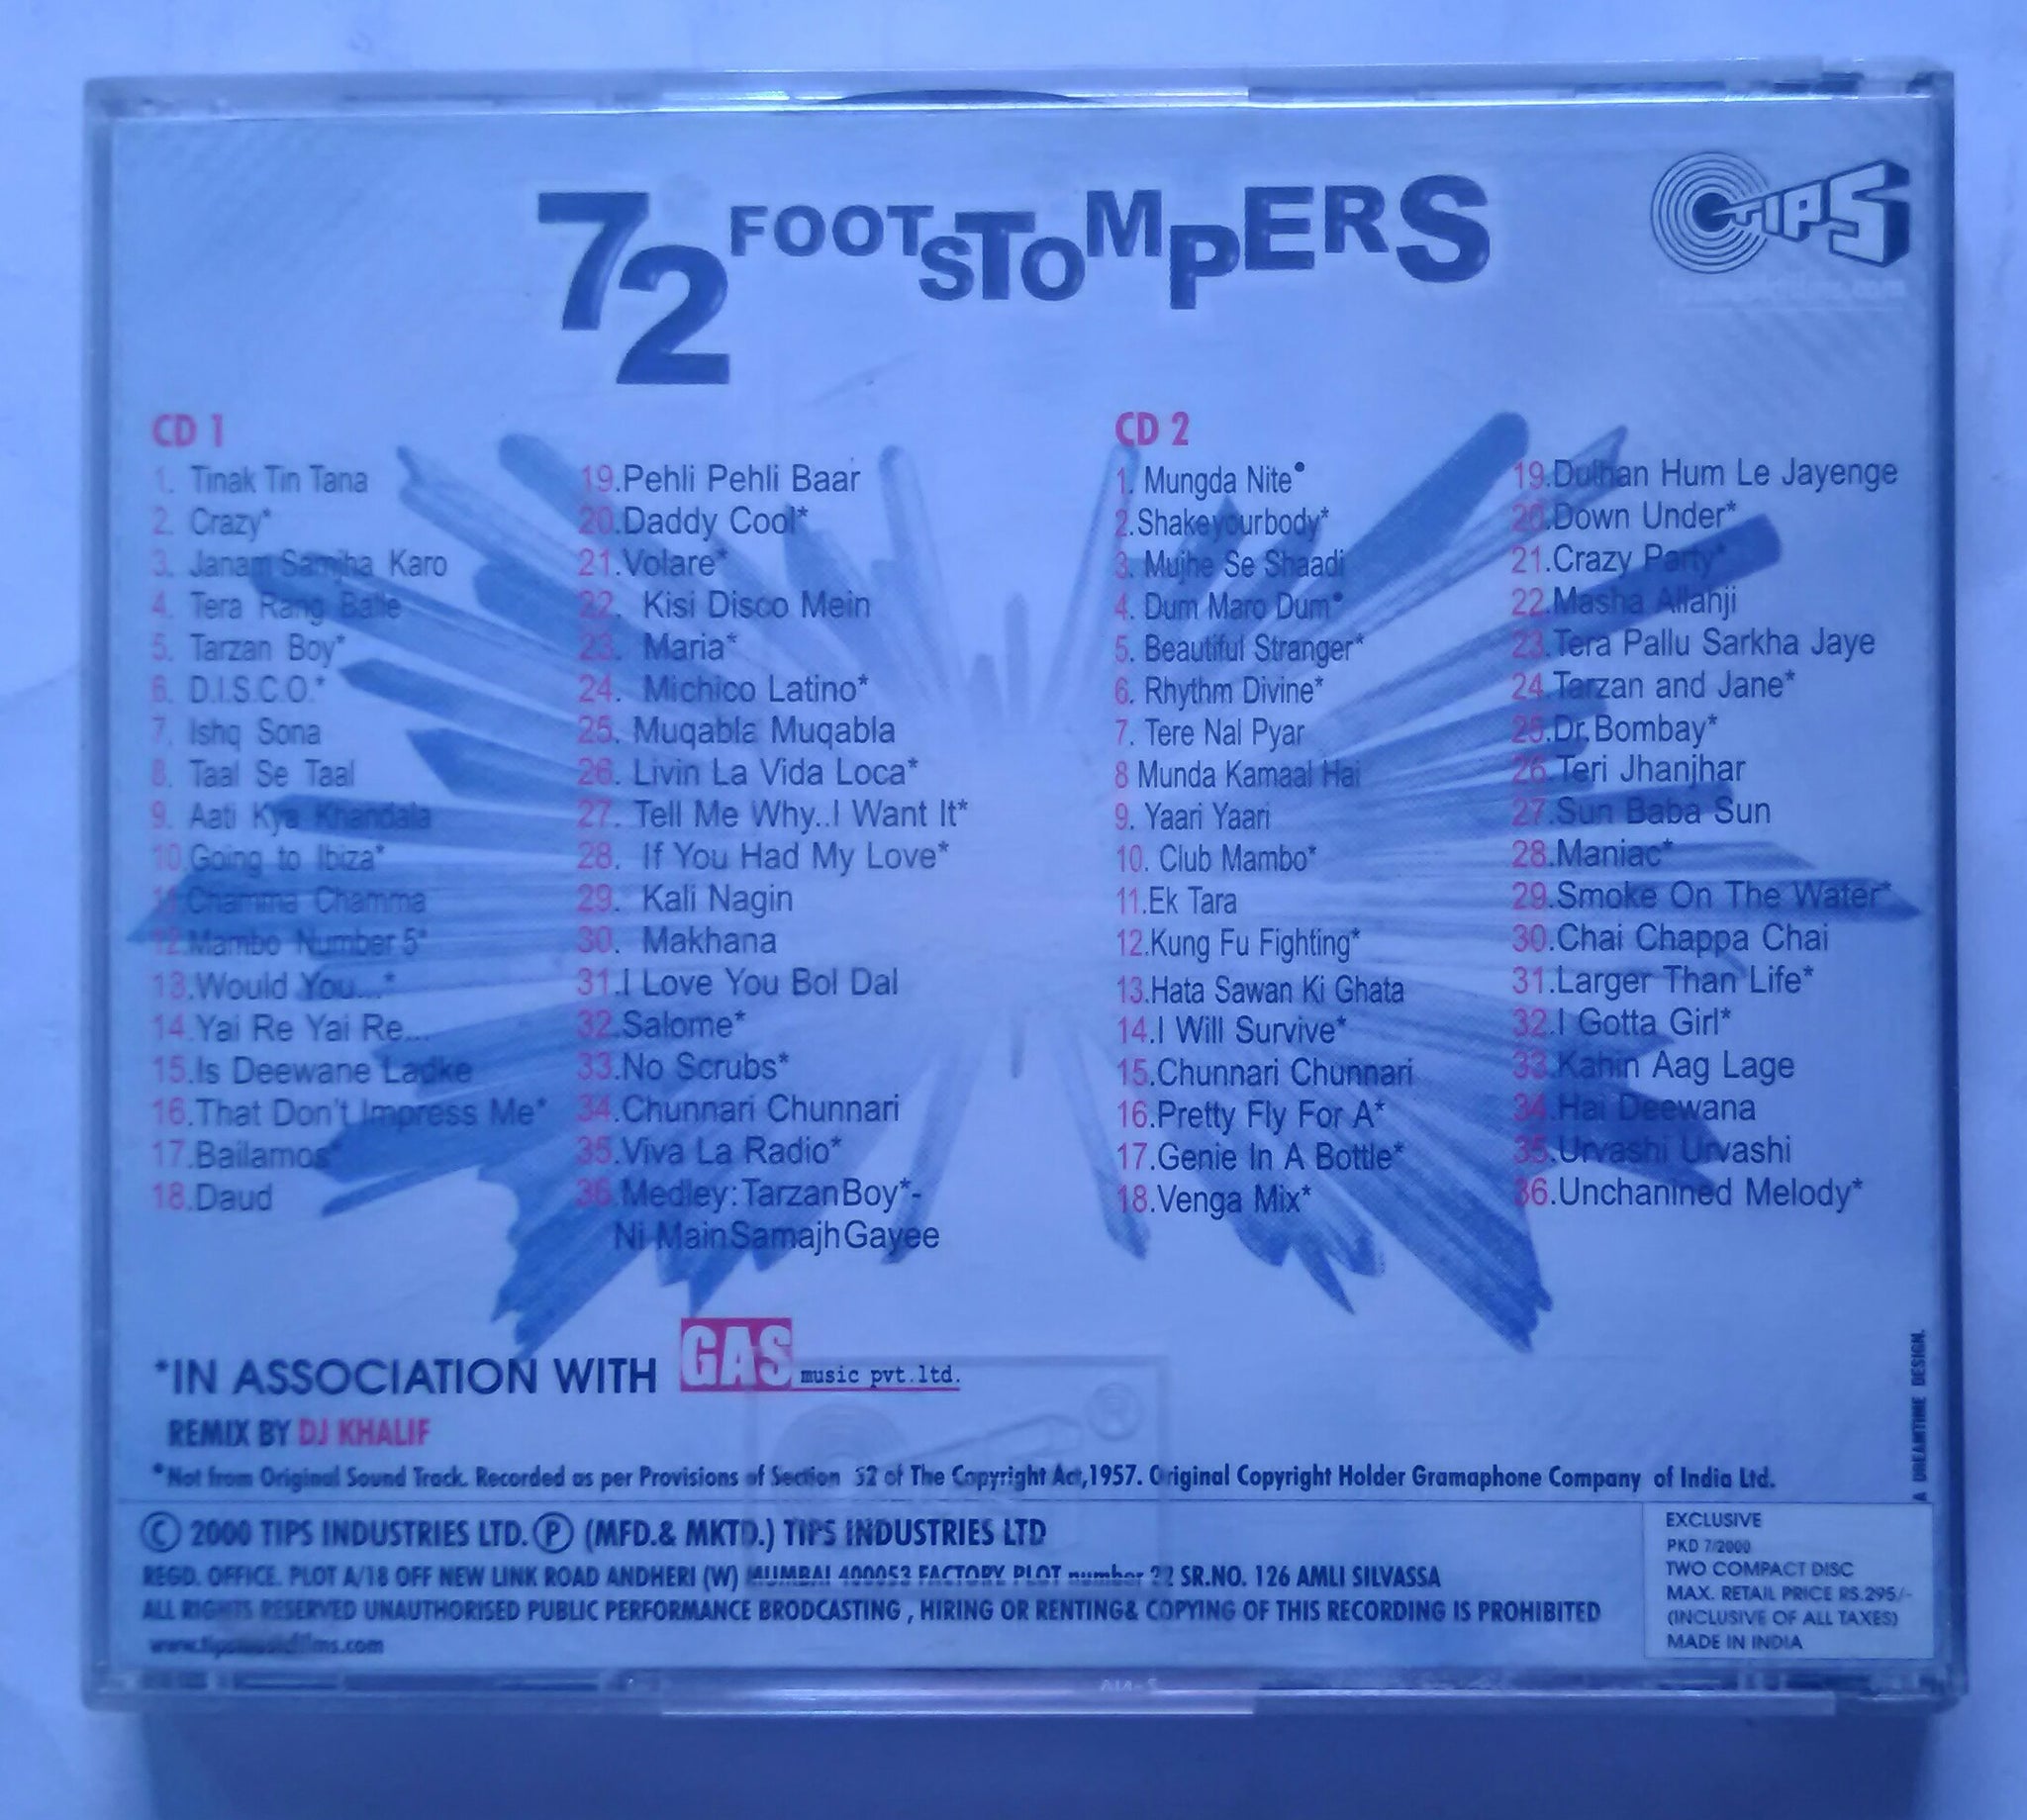 72 FOOTSTOMPERS
TIPS
CD 1
1. Tinak Tin Tana
2. Crazy*
3. Janam Samjha Karo
4. Tera Rang Balle
5. Tarzan Boy*
6. D.I.S.C.O.*
7. Ishq Sona
8. Taal Se Taal
9. Aati Kya Khandala
10.Going to Ibiza*
11.Chamma Chamma
12.Mambo Number 5*
13.Would You...*
14.Yai Re Yai Re...
15.Is Deewane Ladke
16.That Don't Impress Me*
17.Bailamos*
18.Daud
19.Pehli Pehli Baar
20.Daddy Cool*
21.Volare*
22. Kisi Disco Mein
23. Maria*
24. Michico Latino*
25. Muqabla Muqabla
26. Livin La Vida Loca*
27. Tell Me Why..I Want It*
28. If You Had My Love*
29. Kali Nagin
30. Makhana
31.I Love You Bol Dal
32.Salome*
33.No Scrubs*
34.Chunnari Chunnari
35.Viva La Radio*
36.Medley:TarzanBoy*-
Ni MainSamajhGayee
CD 2
1. Mungda Nite•
2.Shakeyourbody*
3. Mujhe Se Shaadi
4. Dum Maro Dum•
5. Beautiful Stranger*
6. Rhythm Divine*
7. Tere Nal Pyar
8 Munda Kamaal Hai
9. Yaari Yaari
10. Club Mambo*
11.Ek Tara
12.Kung Fu Fighting*
13.Hata Sawan Ki Ghata
14.I Will Survive*
15.Chunnari Chunnari
16.Pretty Fly For A*
17.Genie In A Bottle*
18.Venga Mix*
19.Dulhan Hum Le Jayenge
20.Down Under*
21.Crazy Party*
22.Masha Allahji
23.Tera Pallu Sarkha Jaye
24.Tarzan and Jane*
25.Dr.Bombay*
26.Teri Jhanjhar
27.Sun Baba Sun
28.Maniac*
29.Smoke On The Water*
30.Chai Chappa Chai
31.Larger Than Life*
32.I Gotta Girl*
33.Kahin Aag Lage
34.Hai Deewana
35.Urvashi Urvashi
36.Unchanined Melody*
*IN ASSOCIATION WITH GAS music pvt.ltd.
REMIX BY DJ KHALIF
•Not from Original Sound Track. Recorded as per Provisions of Section 52 of The Copyright Act,1957. Original Copyright Holder Gramaphone Company of India Ltd.
A DREAMTIME DESIGN.
© 2000 TIPS INDUSTRIES LTD. Ⓟ (MFD.& MKTD.) TIPS INDUSTRIES LTD
REGD. OFFICE. PLOT A/18 OFF NEW LINK ROAD ANDHERI (W) MUMBAI 400053 FACTORY PLOT number 22 SR.NO. 126 AMLI SILVASSA
ALL RIGHTS RESERVED UNAUTHORISED PUBLIC PERFORMANCE BRODCASTING , HIRING OR RENTING& COPYING OF THIS RECORDING IS PROHIBITED
www.tipsmusicfilms.com
EXCLUSIVE
PKD 7/2000
TWO COMPACT DISC
MAX. RETAIL PRICE RS.295/-
(INCLUSIVE OF ALL TAXES)
MADE IN INDIA